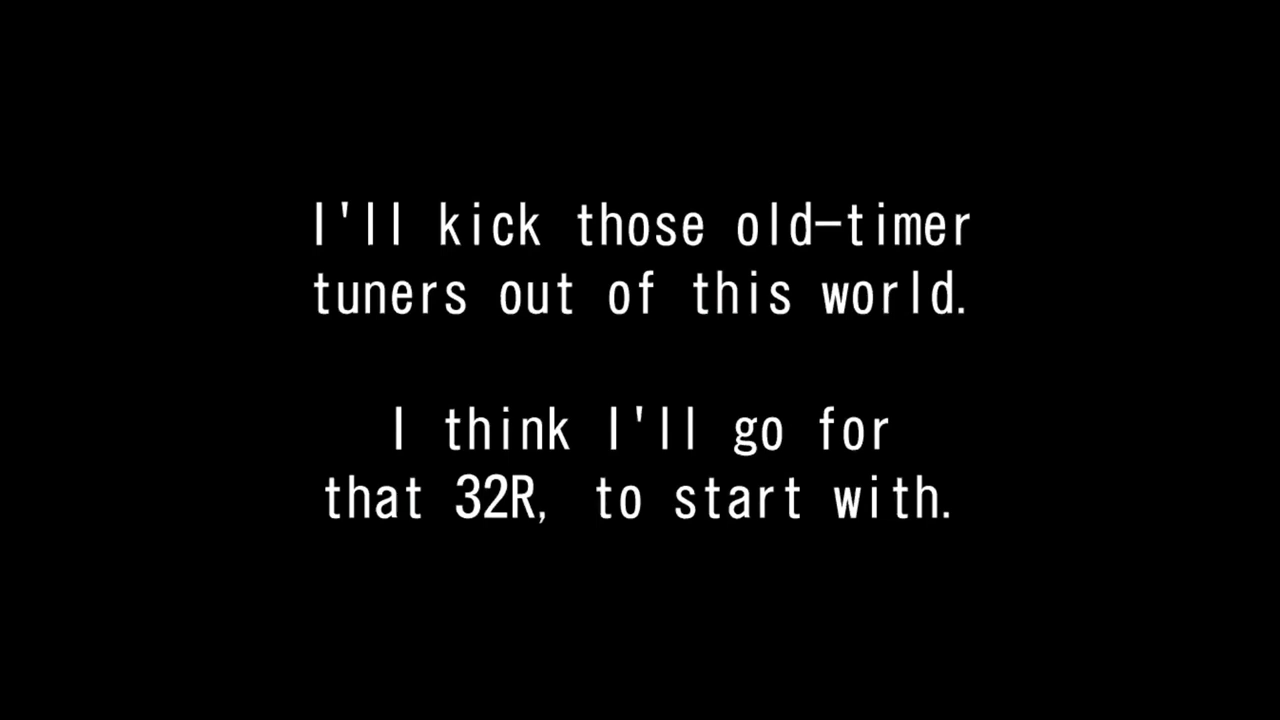 I'll kick those old-timer
tuners out of this world.
I think I'll go for
that 32R, to start with.